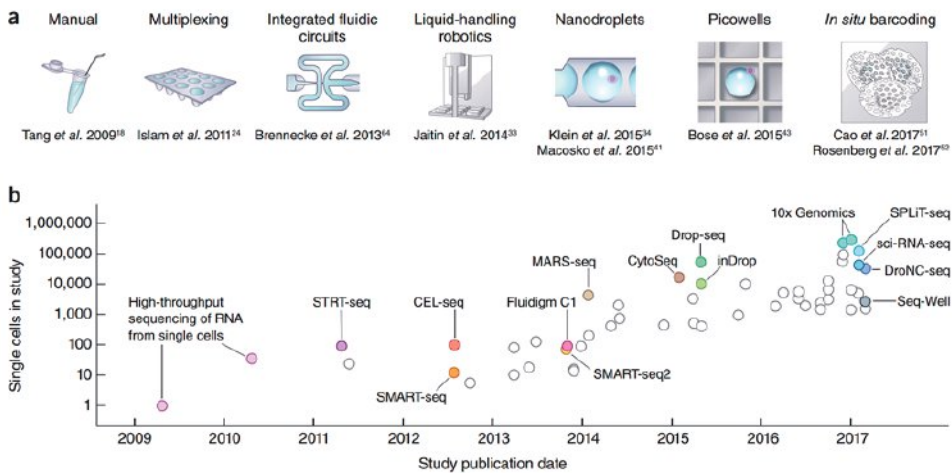 a
Manual
Multiplexing
Integrated fluidic
circuits
Liquid-handling
robotics
Nanodroplets
Picowells
In situ barcoding
Tang et al. 2009¹⁸
Islam et al. 2011²⁴
Brennecke et al. 2013⁶⁴
Jaitin et al. 2014³³
Klein et al. 2015³⁴
Macosko et al. 2015⁴¹
Bose et al. 2015⁴³
Cao et al. 2017⁵¹
Rosenberg et al. 2017⁵²
b
Single cells in study
1,000,000
100,000
10,000
1,000
100
10
1
High-throughput
sequencing of RNA
from single cells
STRT-seq
CEL-seq
SMART-seq
Fluidigm C1
SMART-seq2
MARS-seq
CytoSeq
Drop-seq
inDrop
10x Genomics
SPLiT-seq
sci-RNA-seq
DroNC-seq
Seq-Well
2009
2010
2011
2012
2013
2014
2015
2016
2017
Study publication date